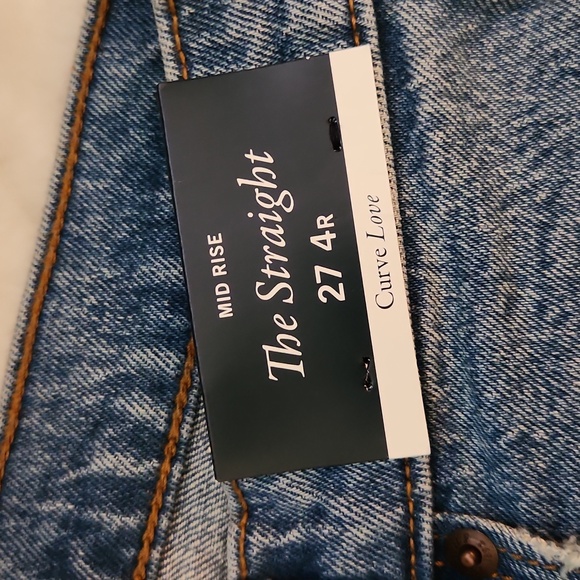 MID RISE
The Straight
27 4R
Curve Love